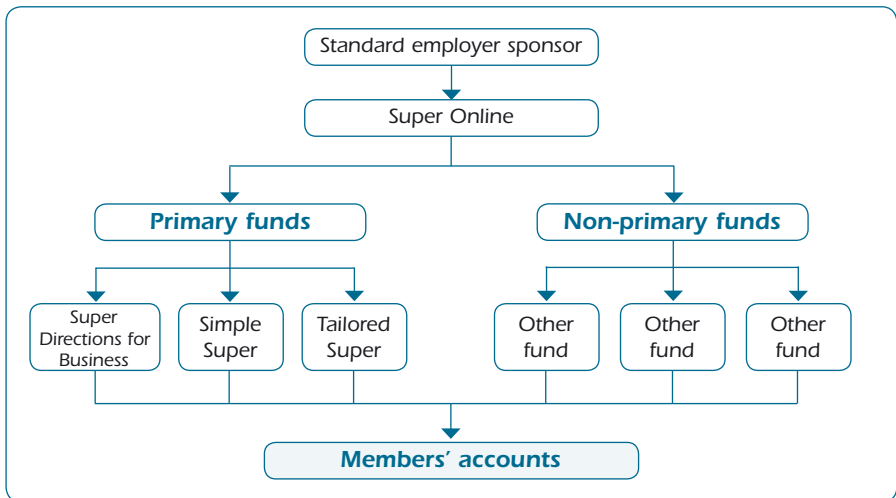 Standard employer sponsor
Super Online
Primary funds
Non-primary funds
Super
Directions for
Business
Simple
Super
Tailored
Super
Other
fund
Other
fund
Other
fund
Members’ accounts